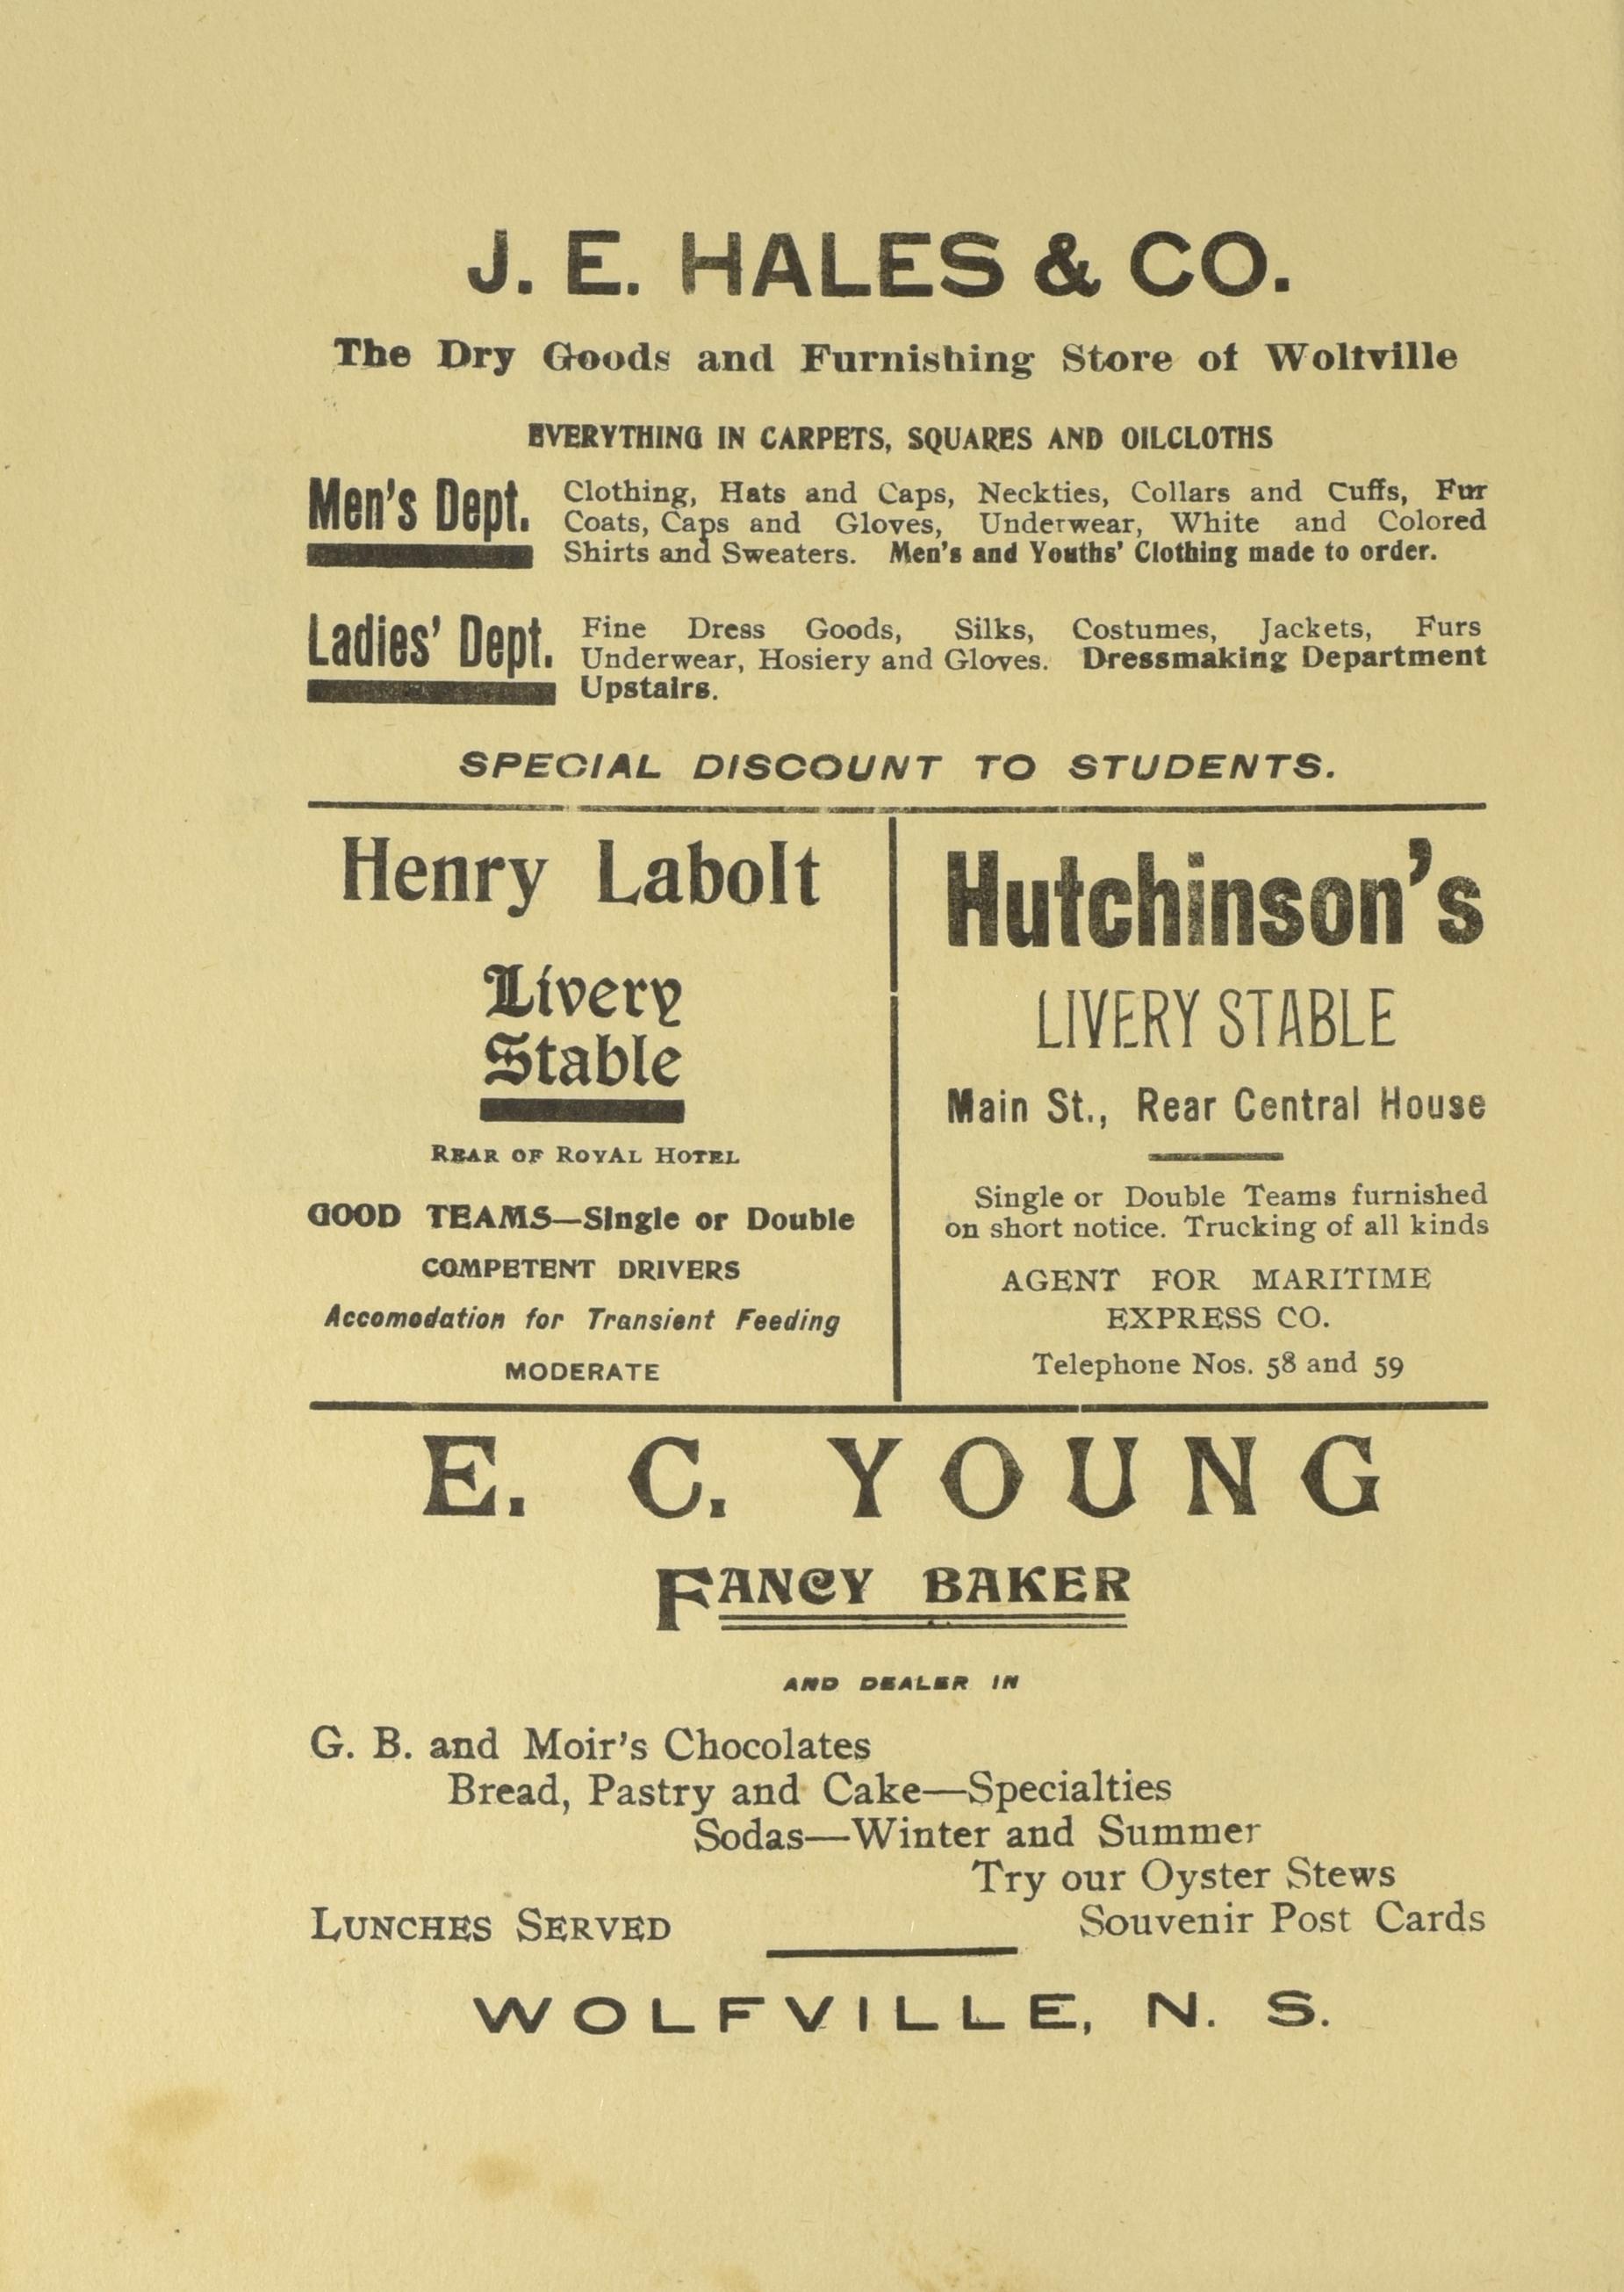 J. E. HALES & CO.
The Dry Goods and Furnishing Store of Wolfville
EVERYTHING IN CARPETS, SQUARES AND OILCLOTHS
Men's Dept.
Clothing, Hats and Caps, Neckties, Collars and Cuffs, Fur
Coats, Caps and Gloves, Underwear, White and Colored
Shirts and Sweaters. Men's and Youths' Clothing made to order.
Ladies' Dept.
Fine Dress Goods, Silks, Costumes, Jackets, Furs
Underwear, Hosiery and Gloves. Dressmaking Department
Upstairs.
SPECIAL DISCOUNT TO STUDENTS.
Henry Labolt
Livery
Stable
REAR OF ROYAL HOTEL
GOOD TEAMS—Single or Double
COMPETENT DRIVERS
Accomodation for Transient Feeding
MODERATE
Hutchinson's
LIVERY STABLE
Main St., Rear Central House
Single or Double Teams furnished
on short notice. Trucking of all kinds
AGENT FOR MARITIME
EXPRESS CO.
Telephone Nos. 58 and 59
E. C. YOUNG
FANCY BAKER
AND DEALER IN
G. B. and Moir's Chocolates
Bread, Pastry and Cake—Specialties
Sodas—Winter and Summer
Try our Oyster Stews
LUNCHES SERVED Souvenir Post Cards
WOLFVILLE, N. S.